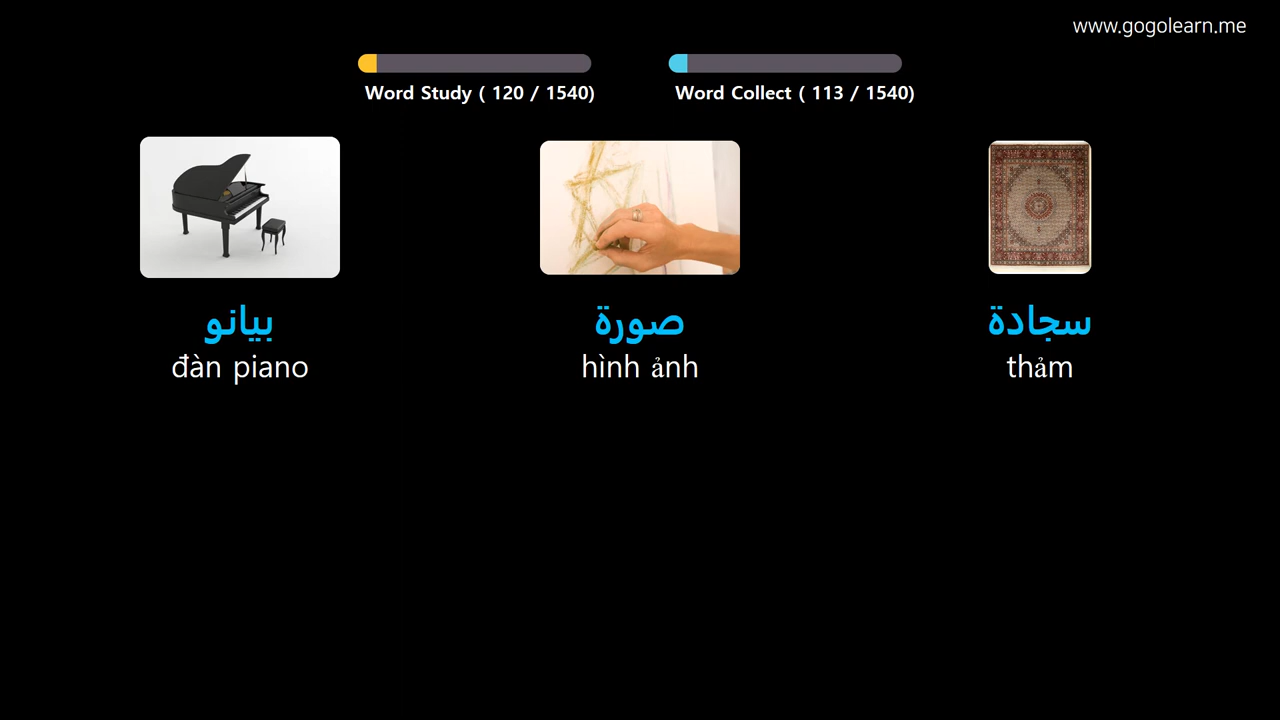 www.gogolearn.me
Word Study ( 120 / 1540)
Word Collect ( 113 / 1540)
بيانو
đàn piano
صورة
hình ảnh
سجادة
thảm